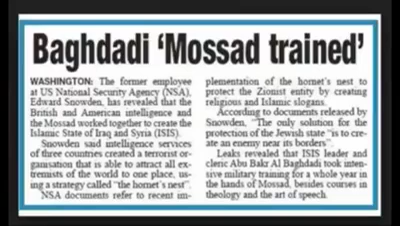 Baghdadi 'Mossad trained'
WASHINGTON: The former employee
at US National Security Agency (NSA),
Edward Snowden, has revealed that the
British and American intelligence and
the Mossad worked together to create the
Islamic State of Iraq and Syria (ISIS).
Snowden said intelligence services
of three countries created a terrorist or-
ganisation that is able to attract all ex-
tremists of the world to one place, us-
ing a strategy called "the hornet's nest".
NSA documents refer to recent im-
plementation of the hornet's nest to
protect the Zionist entity by creating
religious and Islamic slogans.
According to documents released by
Snowden, "The only solution for the
protection of the Jewish state "is to cre-
ate an enemy near its borders".
Leaks revealed that ISIS leader and
cleric Abu Bakr Al Baghdadi took inten-
sive military training for a whole year in
the hands of Mossad, besides courses in
theology and the art of speech.